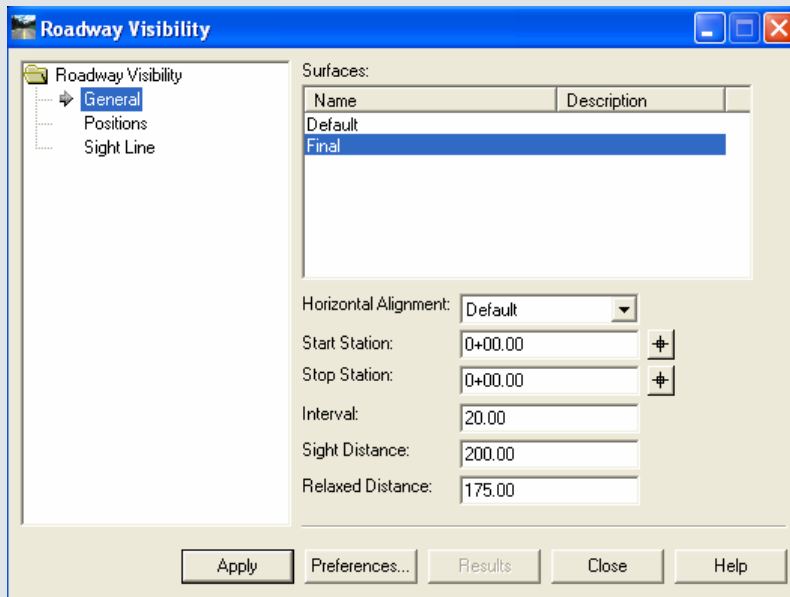 Roadway Visibility
Roadway Visibility
General
Positions
Sight Line
Surfaces:
Name Description
Default
Final
Horizontal Alignment: Default
Start Station: 0+00.00
Stop Station: 0+00.00
Interval: 20.00
Sight Distance: 200.00
Relaxed Distance: 175.00
Apply Preferences... Results Close Help